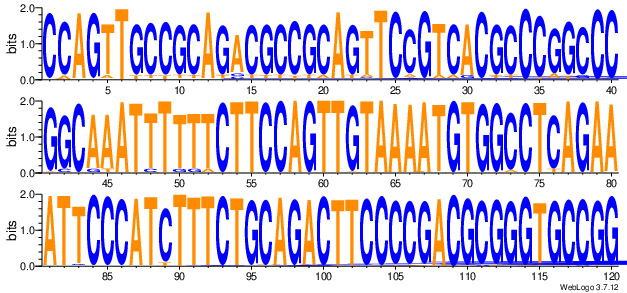 2.0
1.0
0.0
bits
CCAGTTGCCGCAGACGCCGCAGTTCCGTCACGCCCGGCCC
5 10 15 20 25 30 35 40
2.0
1.0
0.0
bits
GGCAAATTTTTTCTTCCAGTTGTAAAATGTGGCCTCAGAA
45 50 55 60 65 70 75 80
2.0
1.0
0.0
bits
ATTCCCATCTTTCTGCAGACTTCCCCGACGCGGGTGCCGG
85 90 95 100 105 110 115 120
WebLogo 3.7.12